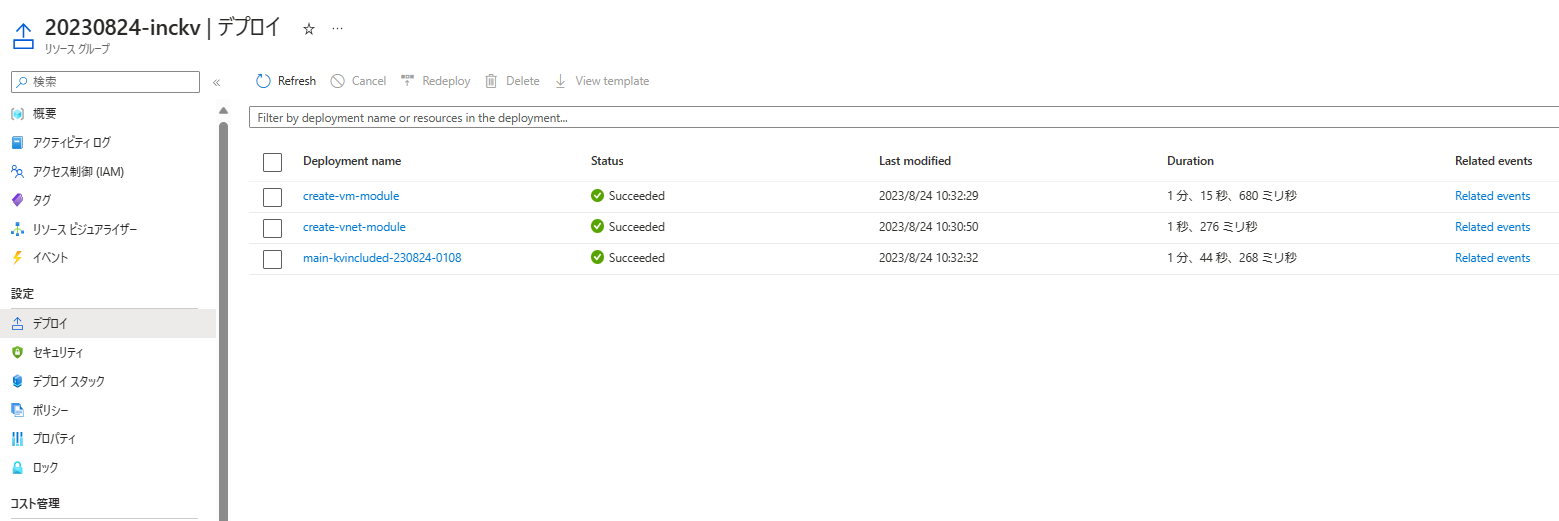 20230824-inckv | デプロイ ☆ …
リソース グループ
検索 «
概要
アクティビティ ログ
アクセス制御 (IAM)
タグ
リソース ビジュアライザー
イベント
設定
デプロイ
セキュリティ
デプロイ スタック
ポリシー
プロパティ
ロック
コスト管理
Refresh Cancel Redeploy Delete View template
Filter by deployment name or resources in the deployment...
Deployment name Status Last modified Duration Related events
create-vm-module Succeeded 2023/8/24 10:32:29 1 分、15 秒、680 ミリ秒 Related events
create-vnet-module Succeeded 2023/8/24 10:30:50 1 秒、276 ミリ秒 Related events
main-kvincluded-230824-0108 Succeeded 2023/8/24 10:32:32 1 分、44 秒、268 ミリ秒 Related events